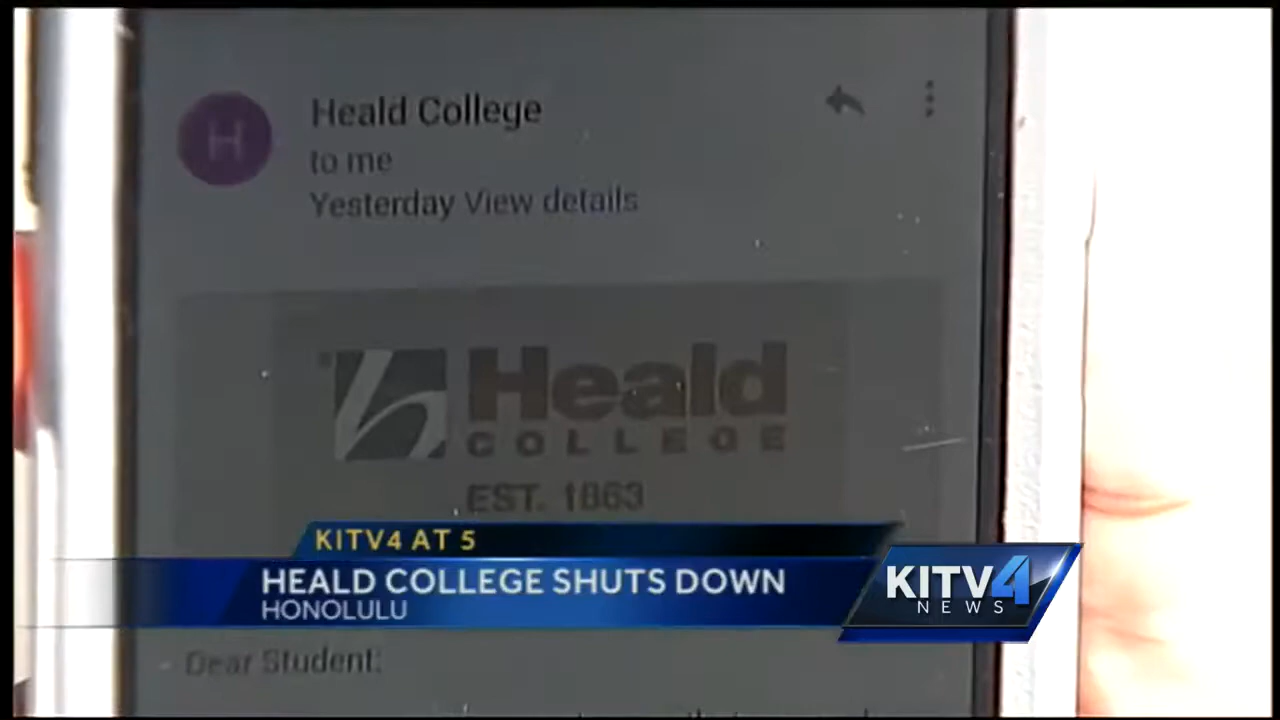 H
Heald College
to me
Yesterday View details
Heald
COLLEGE
EST. 1863
KITV4 AT 5
HEALD COLLEGE SHUTS DOWN
HONOLULU
KITV4
NEWS
Dear Student: